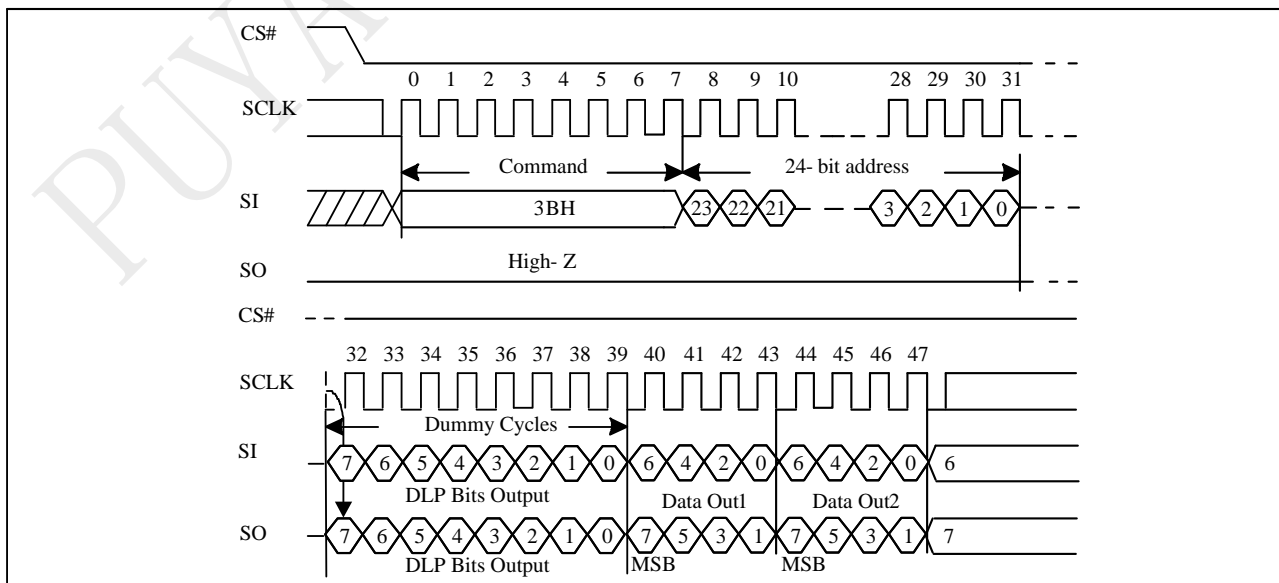 PUYA
CS#
0 1 2 3 4 5 6 7 8 9 10 28 29 30 31
SCLK
Command 24- bit address
SI 3BH 23 22 21 3 2 1 0
High- Z
SO
CS#
32 33 34 35 36 37 38 39 40 41 42 43 44 45 46 47
SCLK
Dummy Cycles
SI 7 6 5 4 3 2 1 0 6 4 2 0 6 4 2 0 6
DLP Bits Output Data Out1 Data Out2
SO 7 6 5 4 3 2 1 0 7 5 3 1 7 5 3 1 7
DLP Bits Output MSB MSB